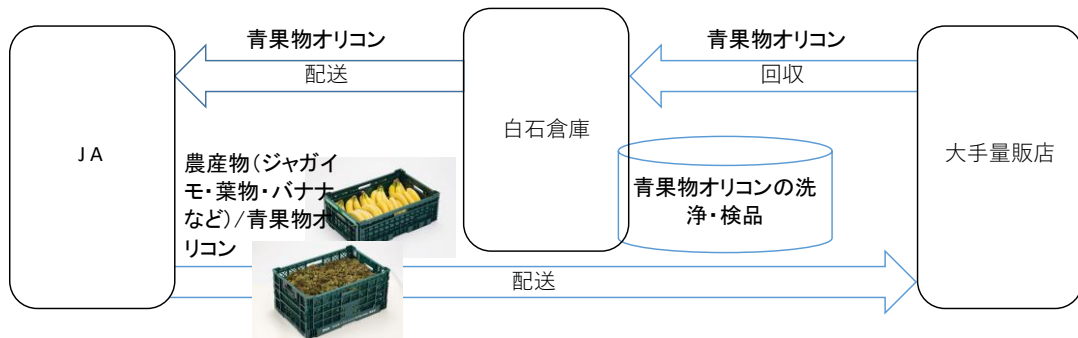 青果物オリコン
配送
青果物オリコン
回収
JA
白石倉庫
大手量販店
農産物(ジャガイ
モ・葉物・バナナ
など)/青果物オ
リコン
青果物オリコンの洗
浄・検品
配送